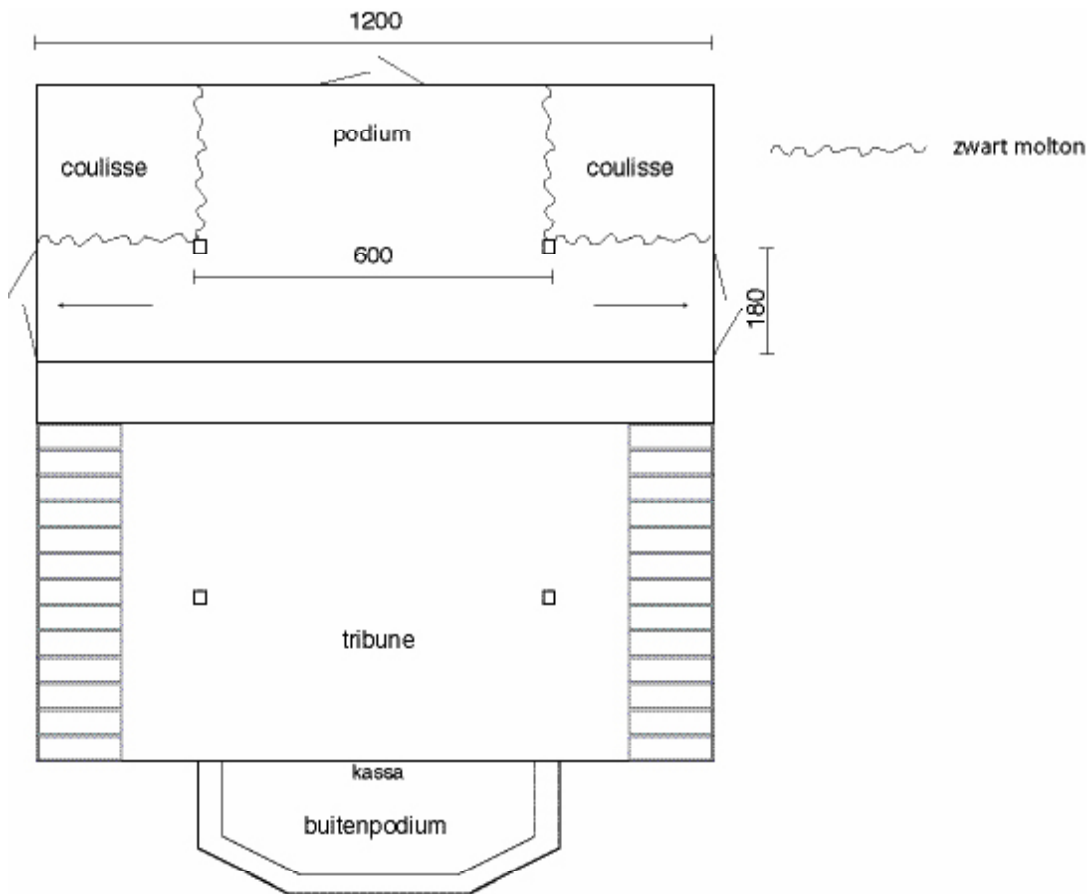 1200
podium
coulisse
coulisse
zwart molton
600
180
tribune
kassa
buitenpodium